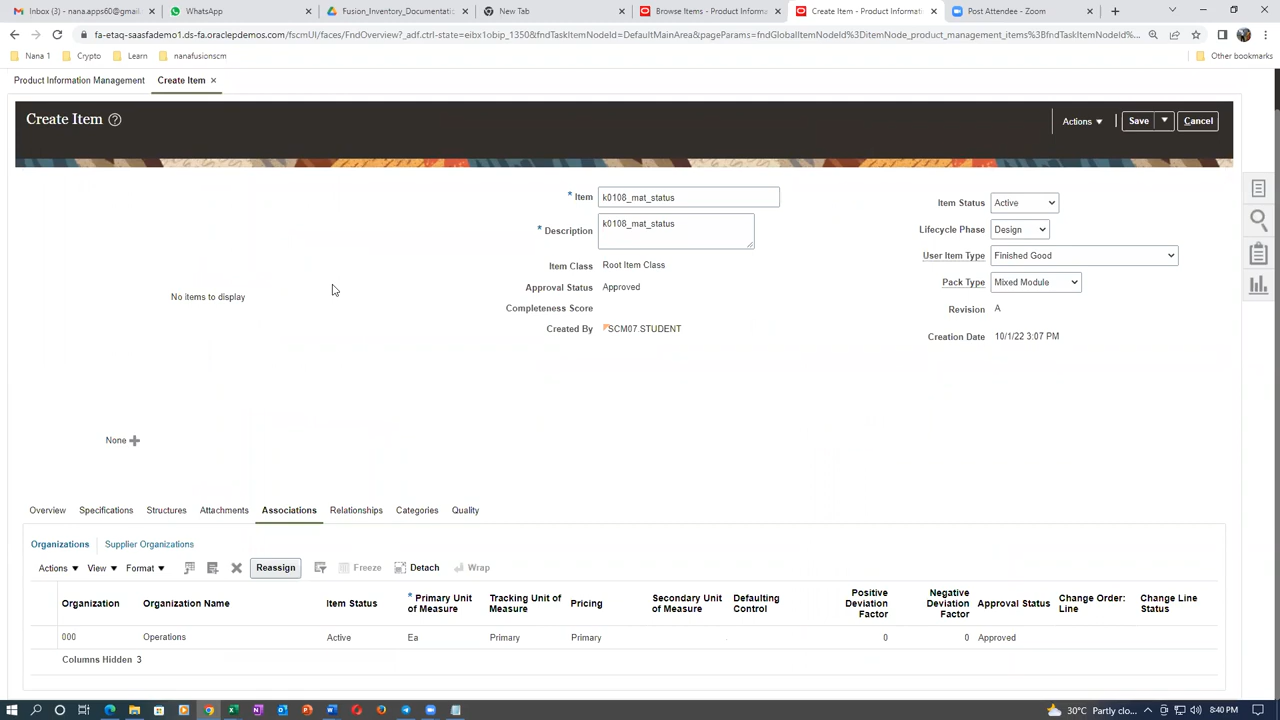 Inbox (3) - nana.apps60@gmail.
WhatsApp
Fusion_Inventory_Documentatic
New Tab
Browse Items - Product Informa
Create Item - Product Informati
Post Attendee - Zoom
fa-etaq-saasfademo1.ds-fa.oraclepdemos.com/fscmUI/faces/FndOverview?_adf.ctrl-state=eibx1obip_1350&fndTaskItemNodeId=DefaultMainArea&pageParams=fndGlobalItemNodeId%3DitemNode_product_management_items%3BfndTaskItemNodeId%...
Nana 1
Crypto
Learn
nanafusionscm
Other bookmarks
Product Information Management
Create Item
Create Item
Actions
Save
Cancel
No items to display
None
* Item k0108_mat_status
* Description k0108_mat_status
Item Class Root Item Class
Approval Status Approved
Completeness Score
Created By SCM07.STUDENT
Item Status Active
Lifecycle Phase Design
User Item Type Finished Good
Pack Type Mixed Module
Revision A
Creation Date 10/1/22 3:07 PM
Overview Specifications Structures Attachments Associations Relationships Categories Quality
Organizations Supplier Organizations
Actions View Format Reassign Freeze Detach Wrap
Organization
Organization Name
Item Status
* Primary Unit of Measure
Tracking Unit of Measure
Pricing
Secondary Unit of Measure
Defaulting Control
Positive Deviation Factor
Negative Deviation Factor
Approval Status
Change Order: Line
Change Line Status
000 Operations Active Ea Primary Primary 0 0 Approved
Columns Hidden 3
30°C Partly clo...
8:40 PM